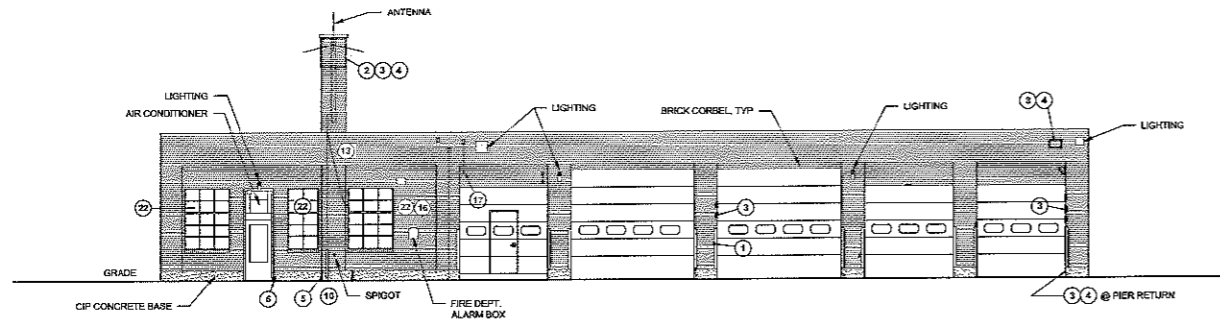 ANTENNA
2 3 4
LIGHTING
AIR CONDITIONER
LIGHTING
BRICK CORBEL, TYP
LIGHTING
3 4
LIGHTING
22
22
22 16
17
3
3
1
GRADE
CIP CONCRETE BASE
6
5
10
SPIGOT
FIRE DEPT.
ALARM BOX
3 4 @ PIER RETURN